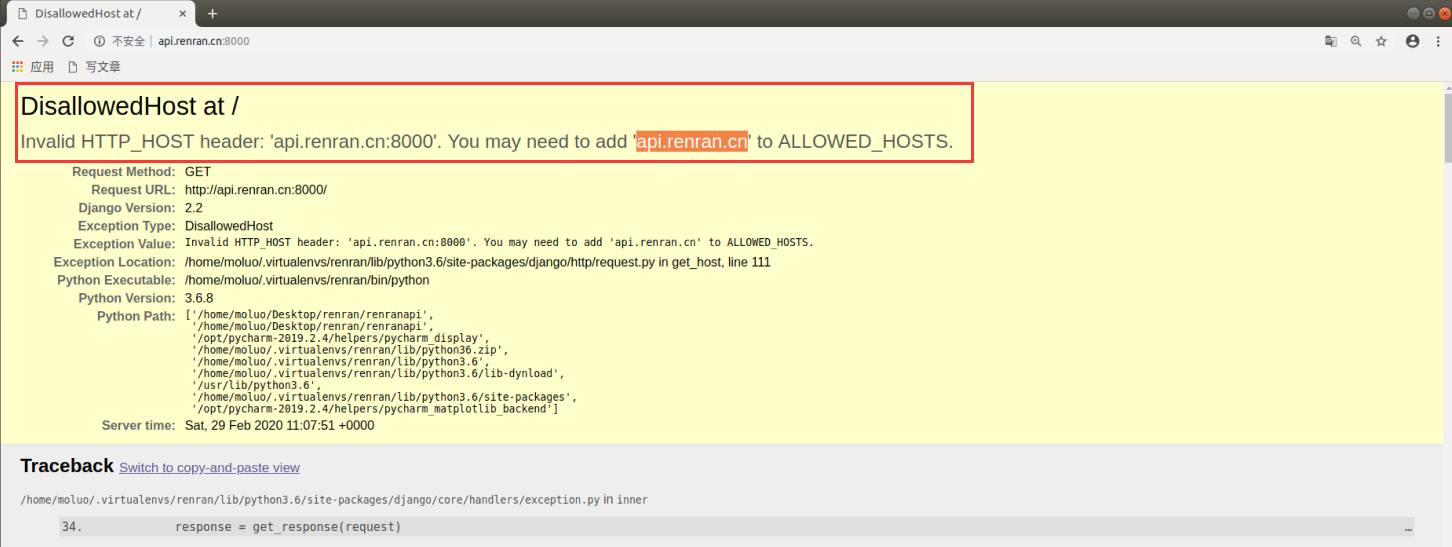 DisallowedHost at /
不安全 | api.renran.cn:8000
应用 写文章
DisallowedHost at /
Invalid HTTP_HOST header: 'api.renran.cn:8000'. You may need to add 'api.renran.cn' to ALLOWED_HOSTS.
Request Method: GET
Request URL: http://api.renran.cn:8000/
Django Version: 2.2
Exception Type: DisallowedHost
Exception Value: Invalid HTTP_HOST header: 'api.renran.cn:8000'. You may need to add 'api.renran.cn' to ALLOWED_HOSTS.
Exception Location: /home/moluo/.virtualenvs/renran/lib/python3.6/site-packages/django/http/request.py in get_host, line 111
Python Executable: /home/moluo/.virtualenvs/renran/bin/python
Python Version: 3.6.8
Python Path: ['/home/moluo/Desktop/renran/renranapi',
'/home/moluo/Desktop/renran/renranapi',
'/opt/pycharm-2019.2.4/helpers/pycharm_display',
'/home/moluo/.virtualenvs/renran/lib/python36.zip',
'/home/moluo/.virtualenvs/renran/lib/python3.6',
'/home/moluo/.virtualenvs/renran/lib/python3.6/lib-dynload',
'/usr/lib/python3.6',
'/home/moluo/.virtualenvs/renran/lib/python3.6/site-packages',
'/opt/pycharm-2019.2.4/helpers/pycharm_matplotlib_backend']
Server time: Sat, 29 Feb 2020 11:07:51 +0000
Traceback Switch to copy-and-paste view
/home/moluo/.virtualenvs/renran/lib/python3.6/site-packages/django/core/handlers/exception.py in inner
34. response = get_response(request) …